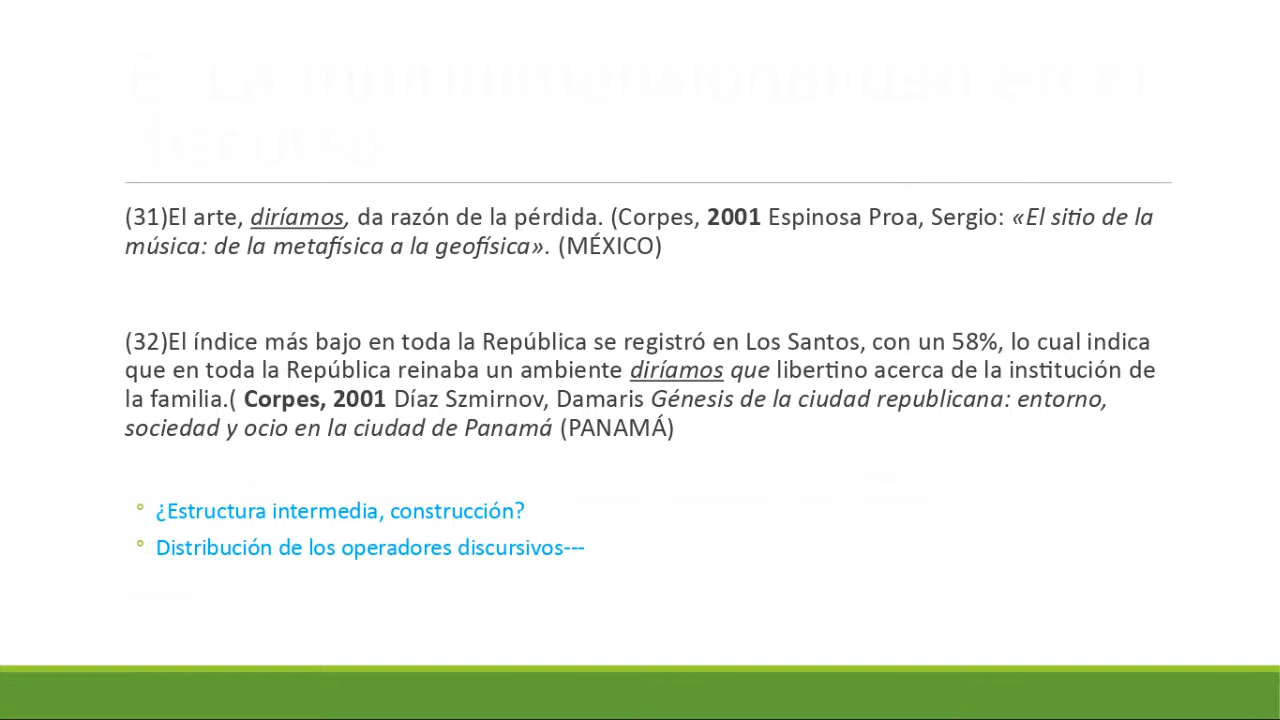 (31)El arte, diríamos, da razón de la pérdida. (Corpes, 2001 Espinosa Proa, Sergio: «El sitio de la
música: de la metafísica a la geofísica». (MÉXICO)
(32)El índice más bajo en toda la República se registró en Los Santos, con un 58%, lo cual indica
que en toda la República reinaba un ambiente diríamos que libertino acerca de la institución de
la familia.( Corpes, 2001 Díaz Szmirnov, Damaris Génesis de la ciudad republicana: entorno,
sociedad y ocio en la ciudad de Panamá (PANAMÁ)
° ¿Estructura intermedia, construcción?
° Distribución de los operadores discursivos---